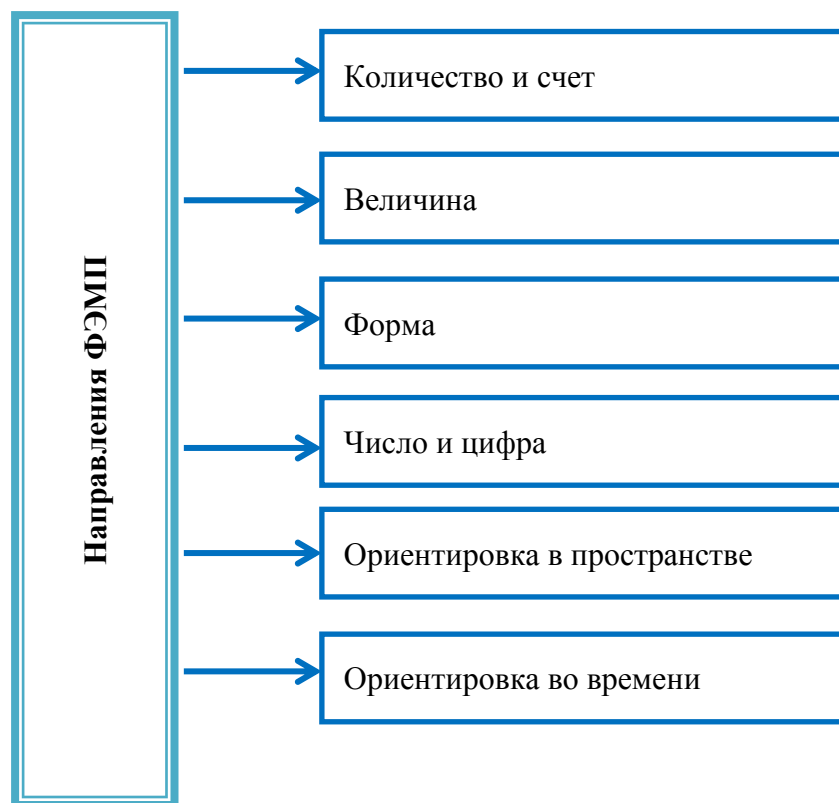 Направления ФЭМП
Количество и счет
Величина
Форма
Число и цифра
Ориентировка в пространстве
Ориентировка во времени